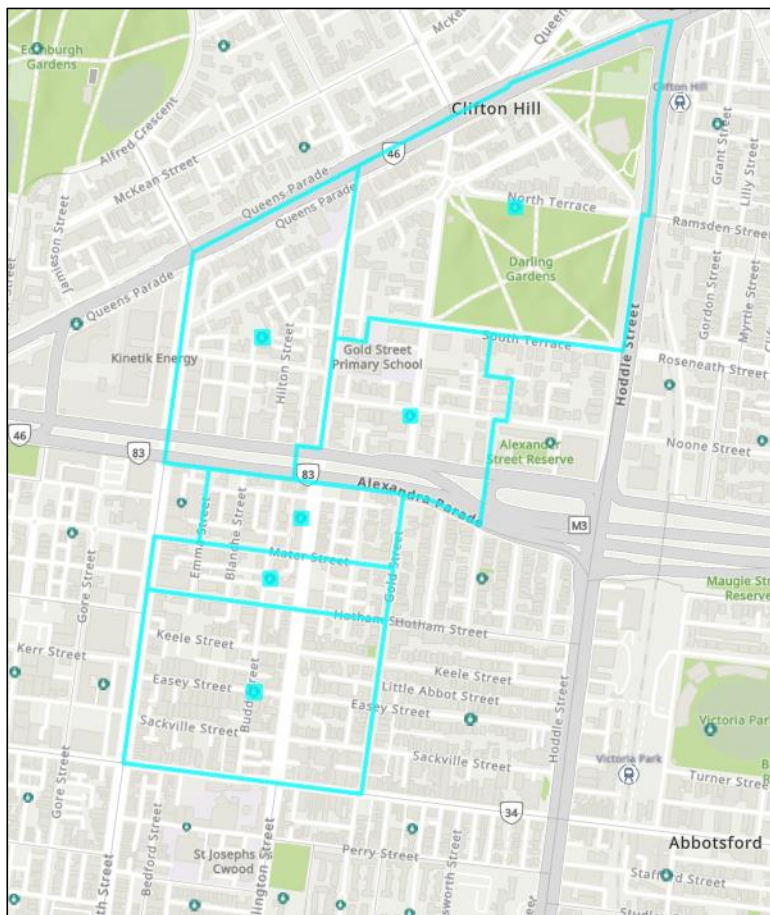 Edinburgh
Gardens
Clifton Hill
Clifton Hill
Alfred Crescent
46
Grant Street
Lilly Street
McKean Street
Queens Parade
Queens Parade
North Terrace
Ramsden Street
Jamieson Street
Darling
Gardens
Queens Parade
Gordon Street
Myrtle Street
Kinetik Energy
Hilton Street
Gold Street
Primary School
South Terrace
Hoddle Street
Roseneath Street
46
83
83
Alexander
Street Reserve
Noone Street
Alexandra Parade
M3
Emma Street
Blanche Street
Mater Street
Gold Street
Maugie Str
Reserve
Gore Street
Hotham S
Hotham Street
Kerr Street
Keele Street
Keele Street
Easey Street
Little Abbot Street
Easey Street
Hoddle Street
Victoria Park
Sackville Street
Sackville Street
Victoria Park
Turner Stree
Gore Street
34
Bedford Street
St Josephs
Cwood
Perry Street
Abbotsford
Stafford Street
lington Street
th Street
sworth Street